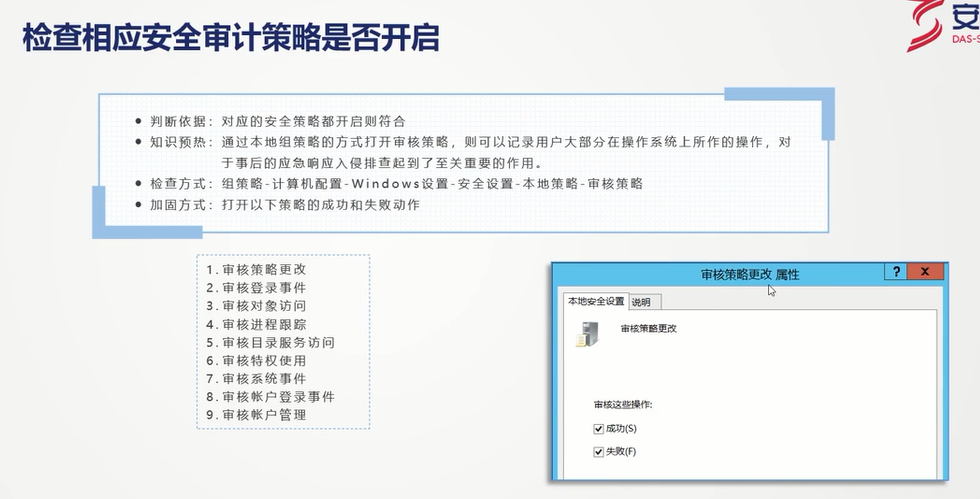 检查相应安全审计策略是否开启
安
DAS-S
● 判断依据：对应的安全策略都开启则符合
● 知识预热：通过本地组策略的方式打开审核策略，则可以记录用户大部分在操作系统上所作的操作，对
于事后的应急响应入侵排查起到了至关重要的作用。
● 检查方式：组策略-计算机配置-Windows设置-安全设置-本地策略-审核策略
● 加固方式：打开以下策略的成功和失败动作
1.审核策略更改
2.审核登录事件
3.审核对象访问
4.审核进程跟踪
5.审核目录服务访问
6.审核特权使用
7.审核系统事件
8.审核帐户登录事件
9.审核帐户管理
审核策略更改 属性
? x
本地安全设置 说明
审核策略更改
审核这些操作:
成功(S)
失败(F)